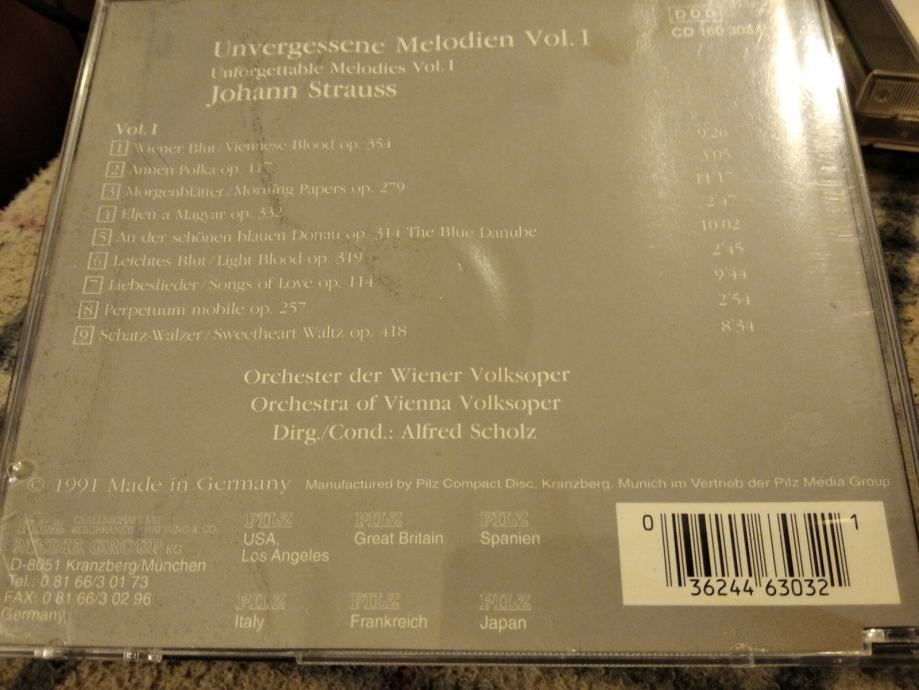 DDD
Unvergessene Melodien Vol. I
Unforgettable Melodies Vol. I
Johann Strauss
Vol. I
1 Wiener Blut/Viennese Blood op. 354 9'26
2 Annen Polka op. 117 3'05
3 Morgenblätter/Morning Papers op. 279 11'17
4 Eljen a Magyar op. 332 2'47
5 An der schönen blauen Donau op. 314 The Blue Danube 10'02
6 Leichtes Blut/Light Blood op. 319 2'45
7 Liebeslieder/Songs of Love op. 114 9'44
8 Perpetuum mobile op. 257 2'54
9 Schatz-Walzer/Sweetheart Waltz op. 418 8'34
Orchester der Wiener Volksoper
Orchestra of Vienna Volksoper
Dirg./Cond.: Alfred Scholz
© 1991 Made in Germany Manufactured by Pilz Compact Disc, Kranzberg. Munich im Vertrieb der Pilz Media Group
PILZ GESELLSCHAFT MIT
BESCHRÄNKTER HAFTUNG & CO.
MEDIA GROUP KG
D-8051 Kranzberg/München
Tel.: 0 81 66/3 01 73
FAX: 0 81 66/3 02 96
Germany
PILZ
USA,
Los Angeles
PILZ
Great Britain
PILZ
Spanien
PILZ
Italy
PILZ
Frankreich
PILZ
Japan
0 36244 63032 1